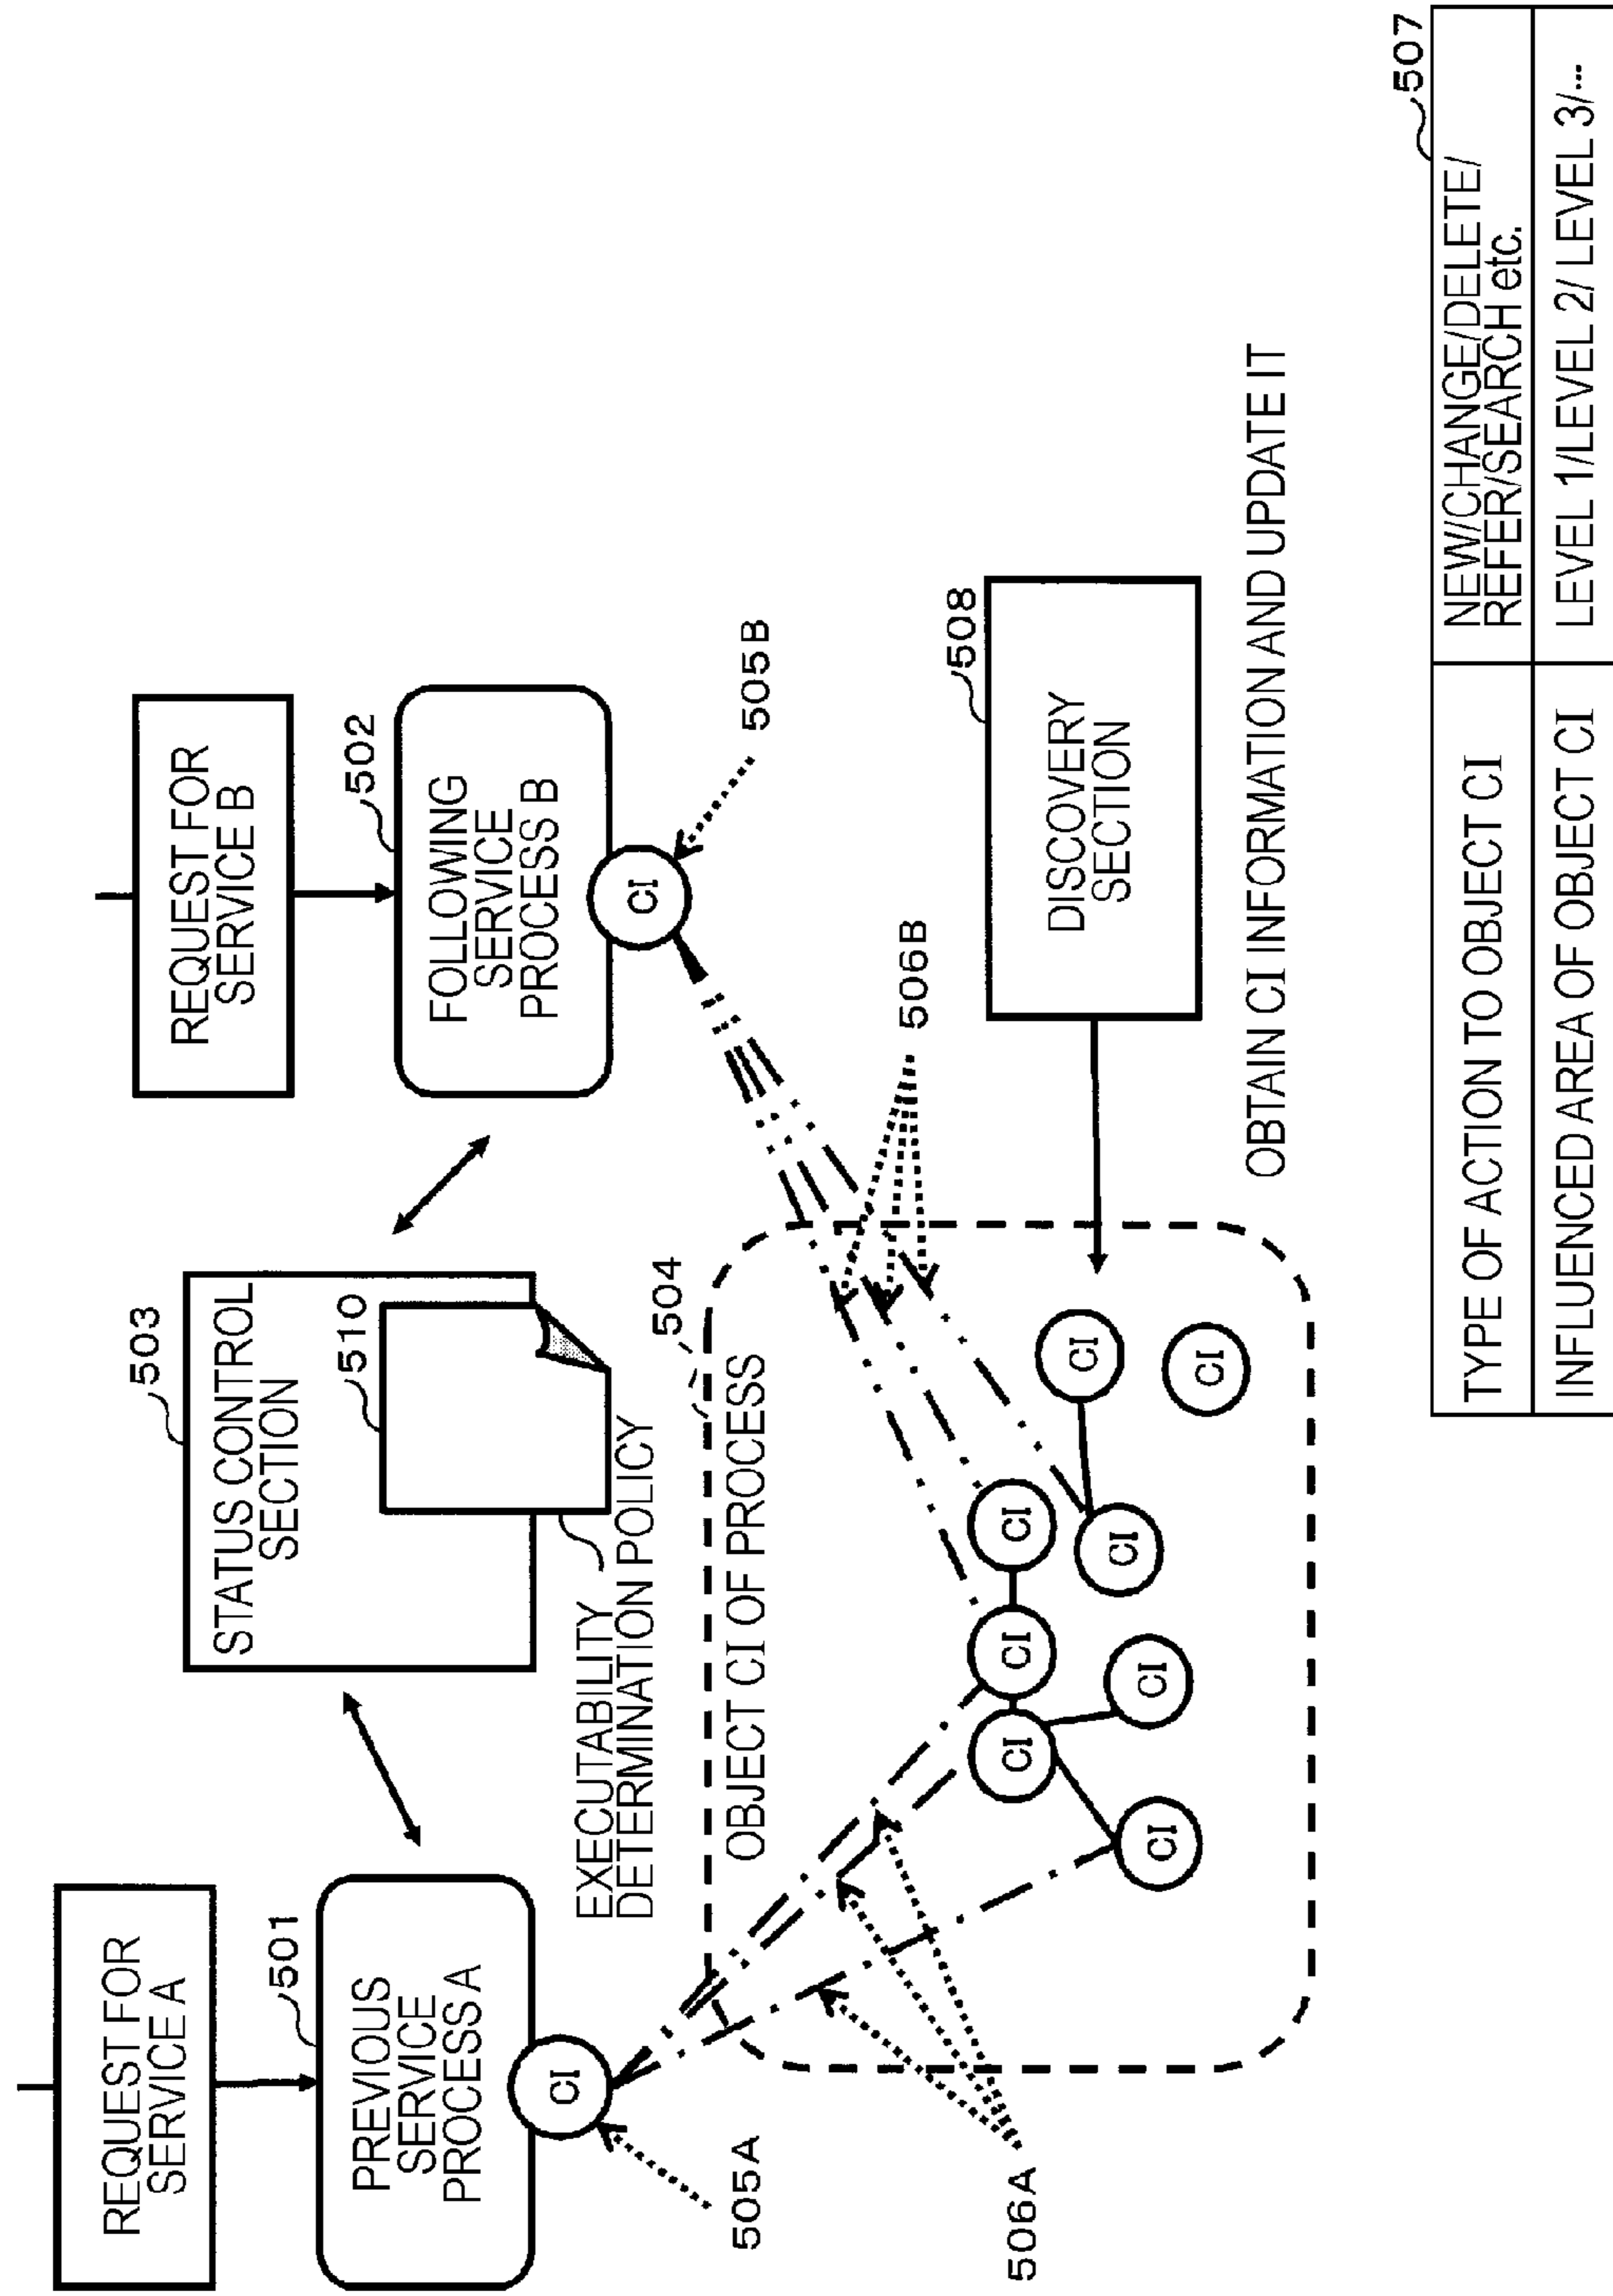 REQUEST FOR
SERVICE A
501
PREVIOUS
SERVICE
PROCESS A
CI
505A
503
STATUS CONTROL
SECTION
510
EXECUTABILITY
DETERMINATION POLICY
REQUEST FOR
SERVICE B
502
FOLLOWING
SERVICE
PROCESS B
CI
505B
504
OBJECT CI OF PROCESS
506A
CI
CI
CI
CI
CI
CI
CI
CI
506B
508
DISCOVERY
SECTION
OBTAIN CI INFORMATION AND UPDATE IT
507
TYPE OF ACTION TO OBJECT CI
NEW/CHANGE/DELETE/
REFER/SEARCH etc.
INFLUENCED AREA OF OBJECT CI
LEVEL 1/LEVEL 2/ LEVEL 3/...